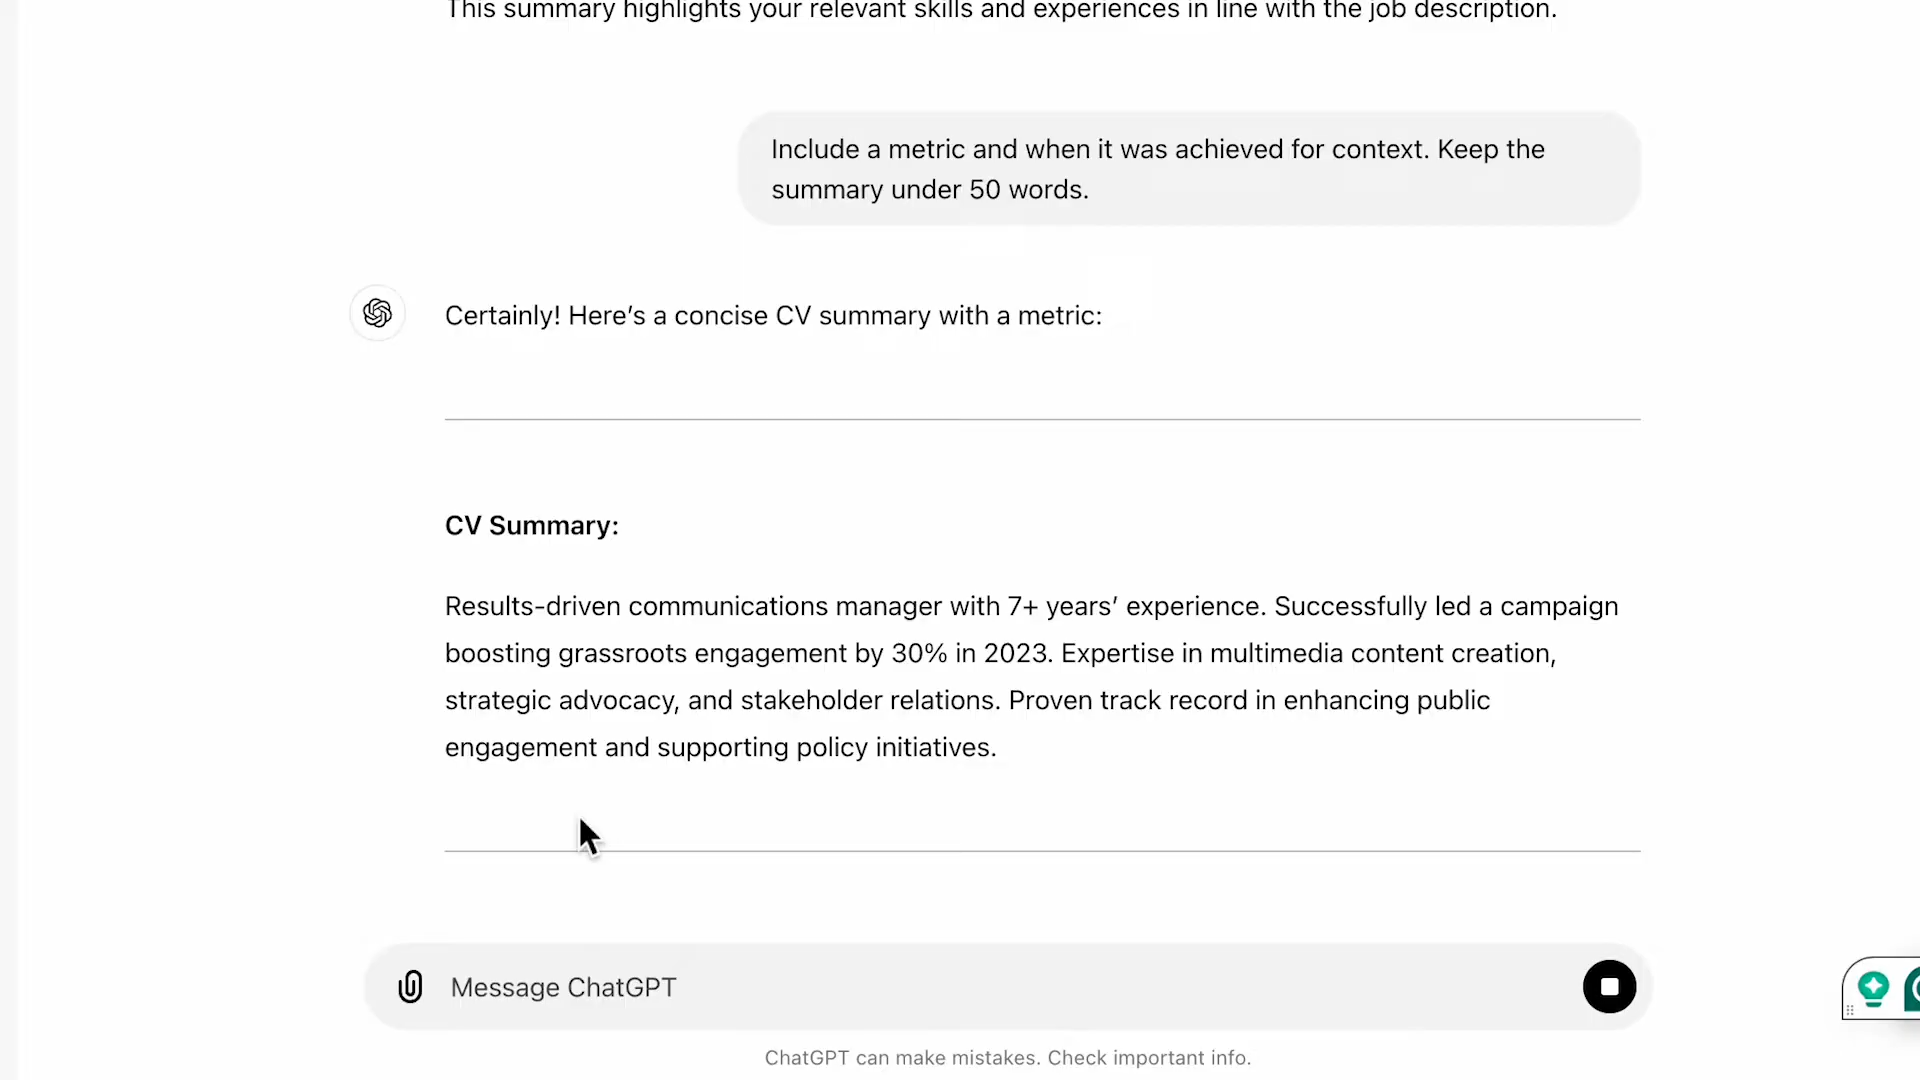 This summary highlights your relevant skills and experiences in line with the job description.
Include a metric and when it was achieved for context. Keep the
summary under 50 words.
Certainly! Here’s a concise CV summary with a metric:
CV Summary:
Results-driven communications manager with 7+ years’ experience. Successfully led a campaign
boosting grassroots engagement by 30% in 2023. Expertise in multimedia content creation,
strategic advocacy, and stakeholder relations. Proven track record in enhancing public
engagement and supporting policy initiatives.
Message ChatGPT
ChatGPT can make mistakes. Check important info.